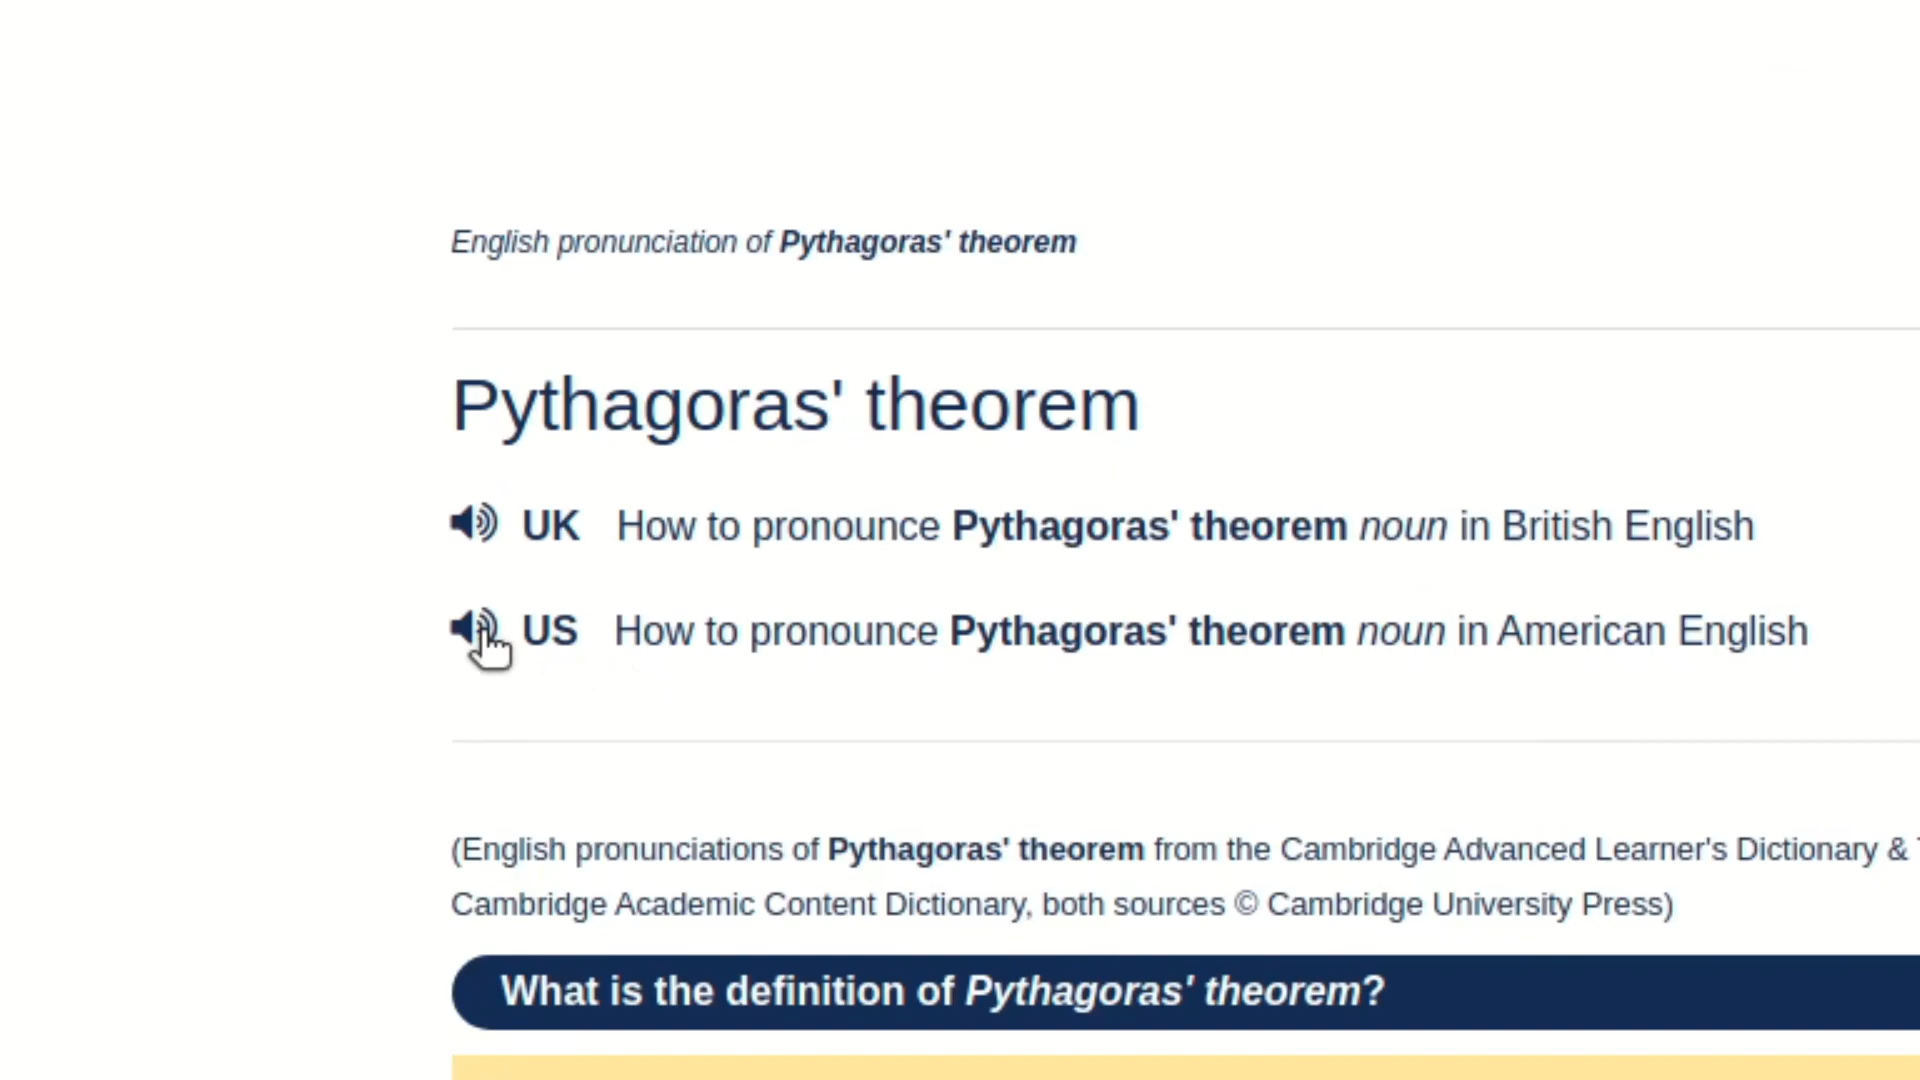 English pronunciation of Pythagoras' theorem
Pythagoras' theorem
UK How to pronounce Pythagoras' theorem noun in British English
US How to pronounce Pythagoras' theorem noun in American English
(English pronunciations of Pythagoras' theorem from the Cambridge Advanced Learner's Dictionary &
Cambridge Academic Content Dictionary, both sources © Cambridge University Press)
What is the definition of Pythagoras' theorem?